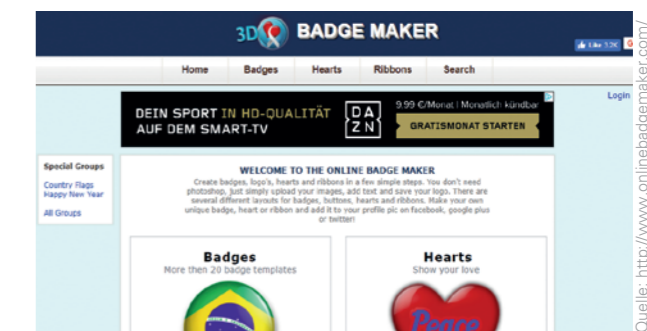 3D BADGE MAKER
Like 12K
Home Badges Hearts Ribbons Search
Login
DEIN SPORT IN HD-QUALITÄT
AUF DEM SMART-TV
DAZN
9.99 €/Monat | Monatlich kündbar
GRATISMONAT STARTEN
Special Groups
Country Flags
Happy New Year
All Groups
WELCOME TO THE ONLINE BADGE MAKER
Create badges, logo's, hearts and ribbons in a few simple steps. You don't need
photoshop, just simply upload your images, add text and save your logo. There are
several different layouts for badges, buttons, hearts and ribbons. Make your own
unique badge, heart or ribbon and add it to your profile pic on facebook, google plus
or twitter!
Badges
More then 20 badge templates
Hearts
Show your love
Peace
Quelle: http://www.onlinebadgemaker.com/